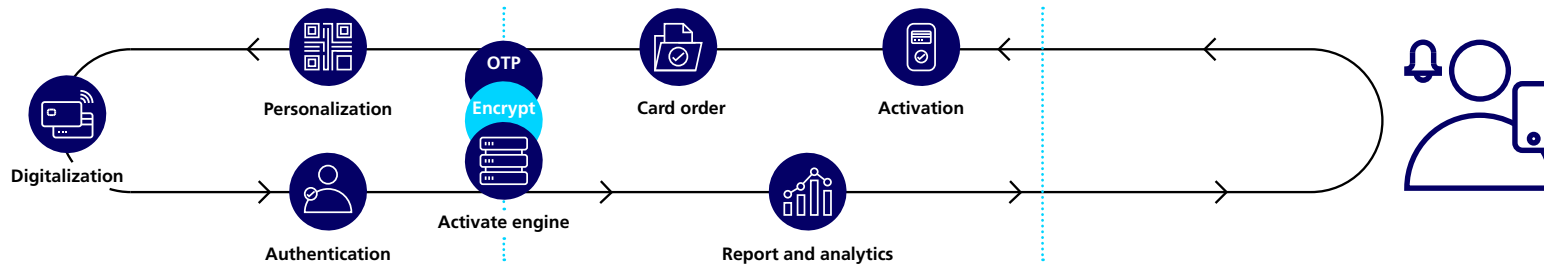 OTP
Encrypt
Personalization
Card order
Activation
Digitalization
Activate engine
Authentication
Report and analytics